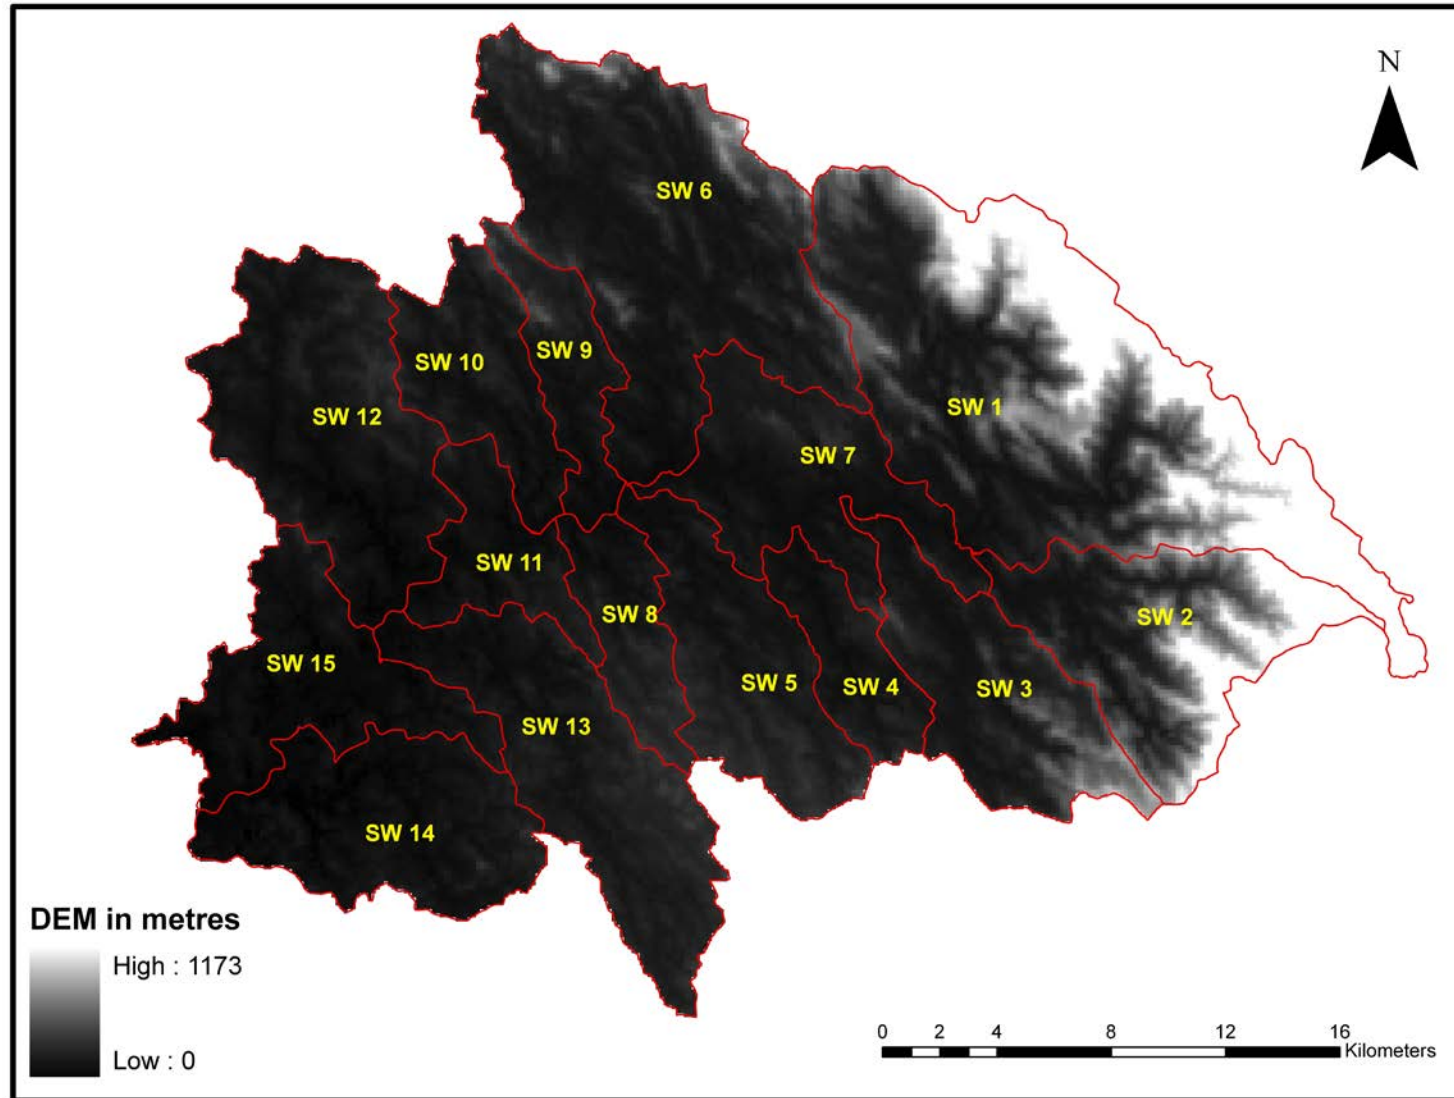 N
SW 6
SW 9
SW 10
SW 1
SW 12
SW 7
SW 11
SW 8
SW 2
SW 15
SW 5
SW 4
SW 3
SW 13
SW 14
DEM in metres
High : 1173
Low : 0
0 2 4 8 12 16
Kilometers